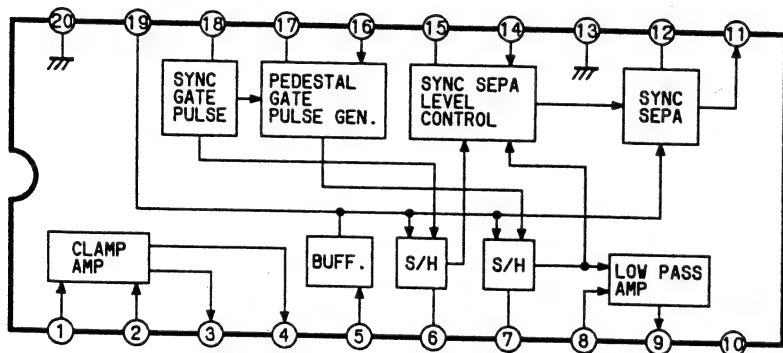 20 19 18 17 16 15 14 13 12 11
SYNC
GATE
PULSE
PEDESTAL
GATE
PULSE GEN.
SYNC SEPA
LEVEL
CONTROL
SYNC
SEPA
CLAMP
AMP
BUFF.
S/H
S/H
LOW PASS
AMP
1 2 3 4 5 6 7 8 9 10